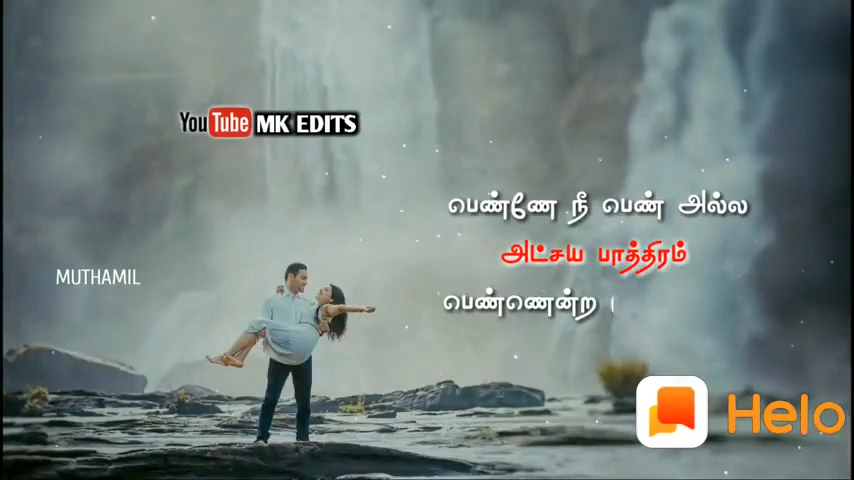 YouTube MK EDITS
பெண்ணே நீ பெண் அல்ல
அட்சய பாத்திரம்
MUTHAMIL
பெண்ணென்ற
Helo